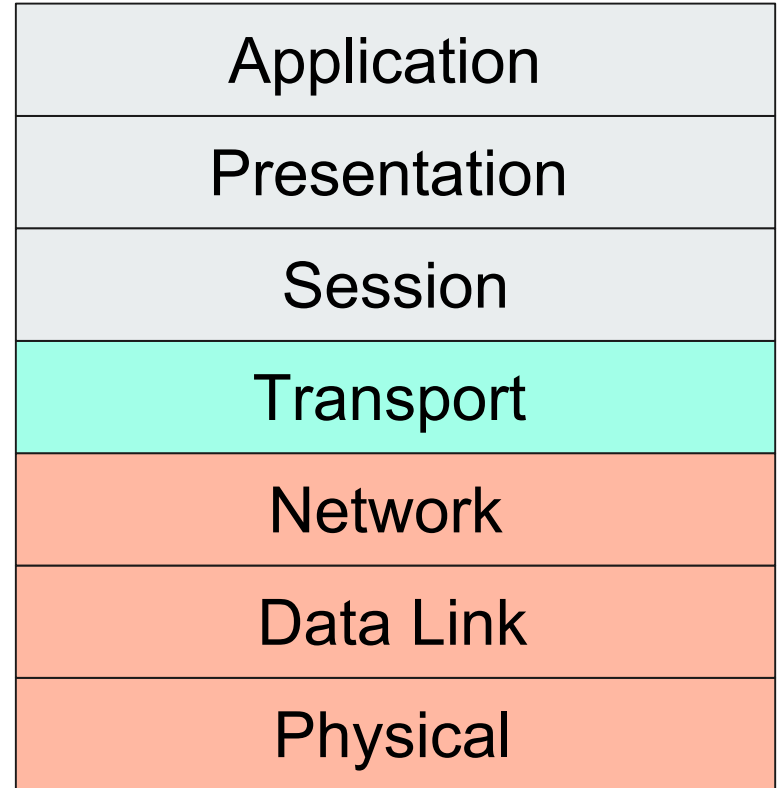 Application
Presentation
Session
Transport
Network
Data Link
Physical